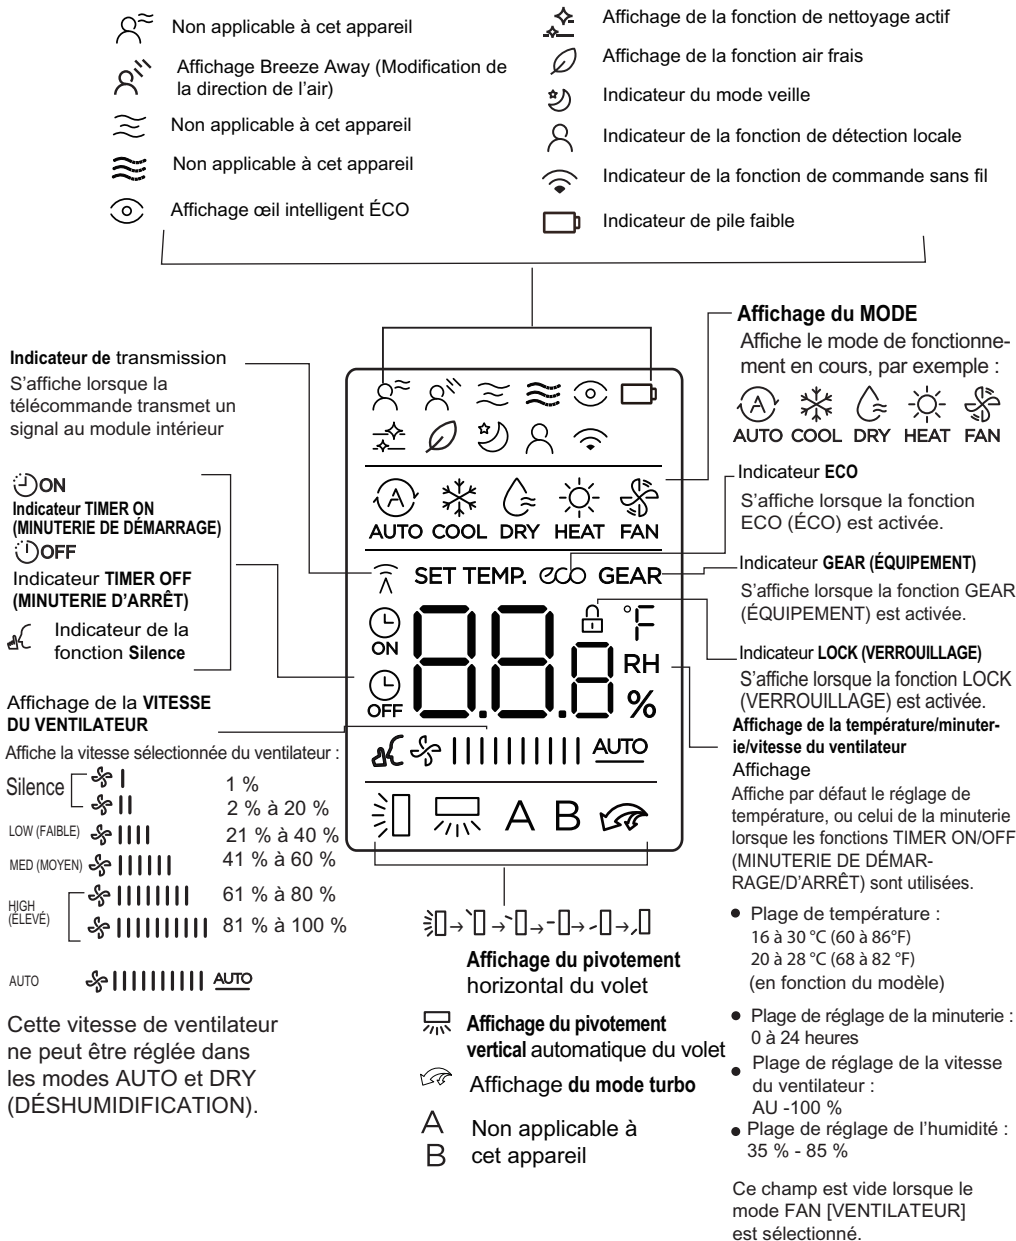 Non applicable à cet appareil
Affichage Breeze Away (Modification de
la direction de l'air)
Non applicable à cet appareil
Non applicable à cet appareil
Affichage œil intelligent ÉCO
Affichage de la fonction de nettoyage actif
Affichage de la fonction air frais
Indicateur du mode veille
Indicateur de la fonction de détection locale
Indicateur de la fonction de commande sans fil
Indicateur de pile faible
Indicateur de transmission
S'affiche lorsque la
télécommande transmet un
signal au module intérieur
ON
Indicateur TIMER ON
(MINUTERIE DE DÉMARRAGE)
OFF
Indicateur TIMER OFF
(MINUTERIE D'ARRÊT)
Indicateur de la
fonction Silence
Affichage de la VITESSE
DU VENTILATEUR
Affiche la vitesse sélectionnée du ventilateur :
Silence
1 %
2 % à 20 %
LOW (FAIBLE)
21 % à 40 %
MED (MOYEN)
41 % à 60 %
HIGH
(ÉLEVÉ)
61 % à 80 %
81 % à 100 %
AUTO
AUTO
Cette vitesse de ventilateur
ne peut être réglée dans
les modes AUTO et DRY
(DÉSHUMIDIFICATION).
A
AUTO COOL DRY HEAT FAN
SET TEMP. eco GEAR
ON
OFF
88.8
°F
RH
%
AUTO
A B
Affichage du pivotement
horizontal du volet
Affichage du pivotement
vertical automatique du volet
Affichage du mode turbo
A
B
Non applicable à
cet appareil
Affichage du MODE
Affiche le mode de fonctionne-
ment en cours, par exemple :
A
AUTO COOL DRY HEAT FAN
Indicateur ECO
S'affiche lorsque la fonction
ECO (ÉCO) est activée.
Indicateur GEAR (ÉQUIPEMENT)
S'affiche lorsque la fonction GEAR
(ÉQUIPEMENT) est activée.
Indicateur LOCK (VERROUILLAGE)
S'affiche lorsque la fonction LOCK
(VERROUILLAGE) est activée.
Affichage de la température/minuter-
ie/vitesse du ventilateur
Affichage
Affiche par défaut le réglage de
température, ou celui de la minuterie
lorsque les fonctions TIMER ON/OFF
(MINUTERIE DE DÉMAR-
RAGE/D'ARRÊT) sont utilisées.
● Plage de température :
16 à 30 °C (60 à 86°F)
20 à 28 °C (68 à 82 °F)
(en fonction du modèle)
● Plage de réglage de la minuterie :
0 à 24 heures
● Plage de réglage de la vitesse
du ventilateur :
AU -100 %
● Plage de réglage de l'humidité :
35 % - 85 %
Ce champ est vide lorsque le
mode FAN [VENTILATEUR]
est sélectionné.